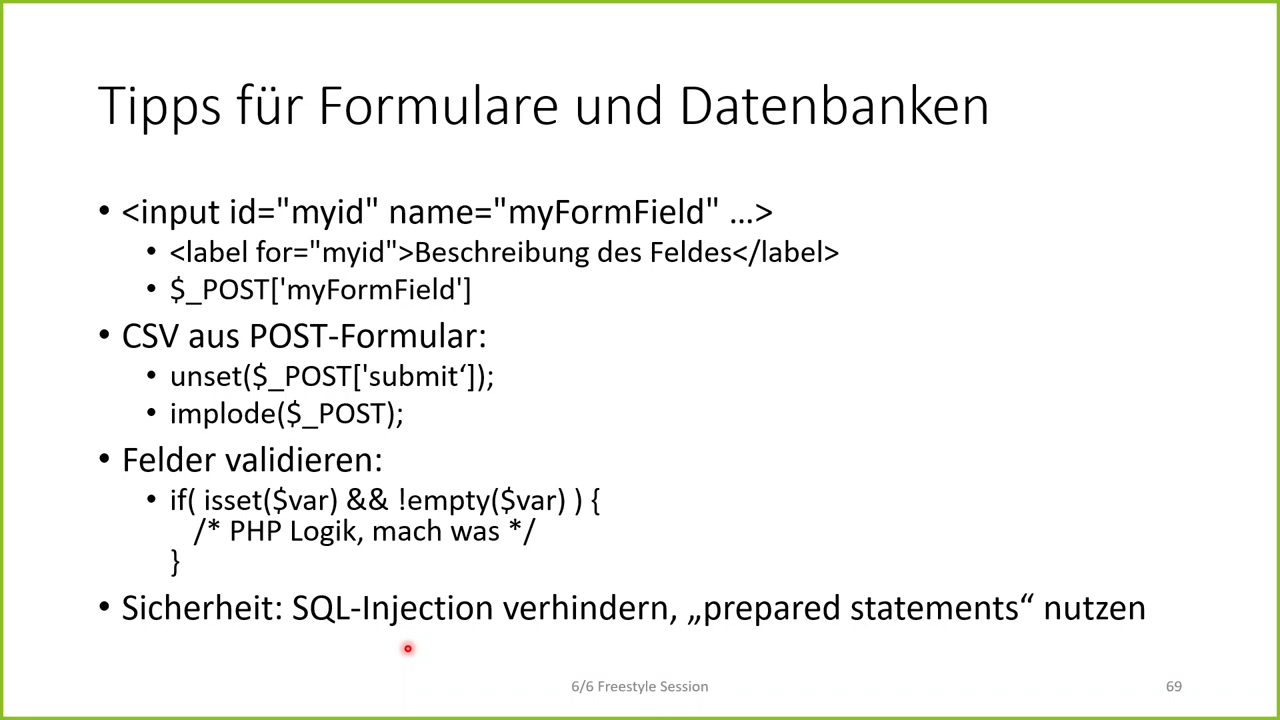 Tipps für Formulare und Datenbanken
• <input id="myid" name="myFormField" ...>
• <label for="myid">Beschreibung des Feldes</label>
• $_POST['myFormField']
• CSV aus POST-Formular:
• unset($_POST['submit‘]);
• implode($_POST);
• Felder validieren:
• if( isset($var) && !empty($var) ) {
/* PHP Logik, mach was */
}
• Sicherheit: SQL-Injection verhindern, „prepared statements“ nutzen
6/6 Freestyle Session
69